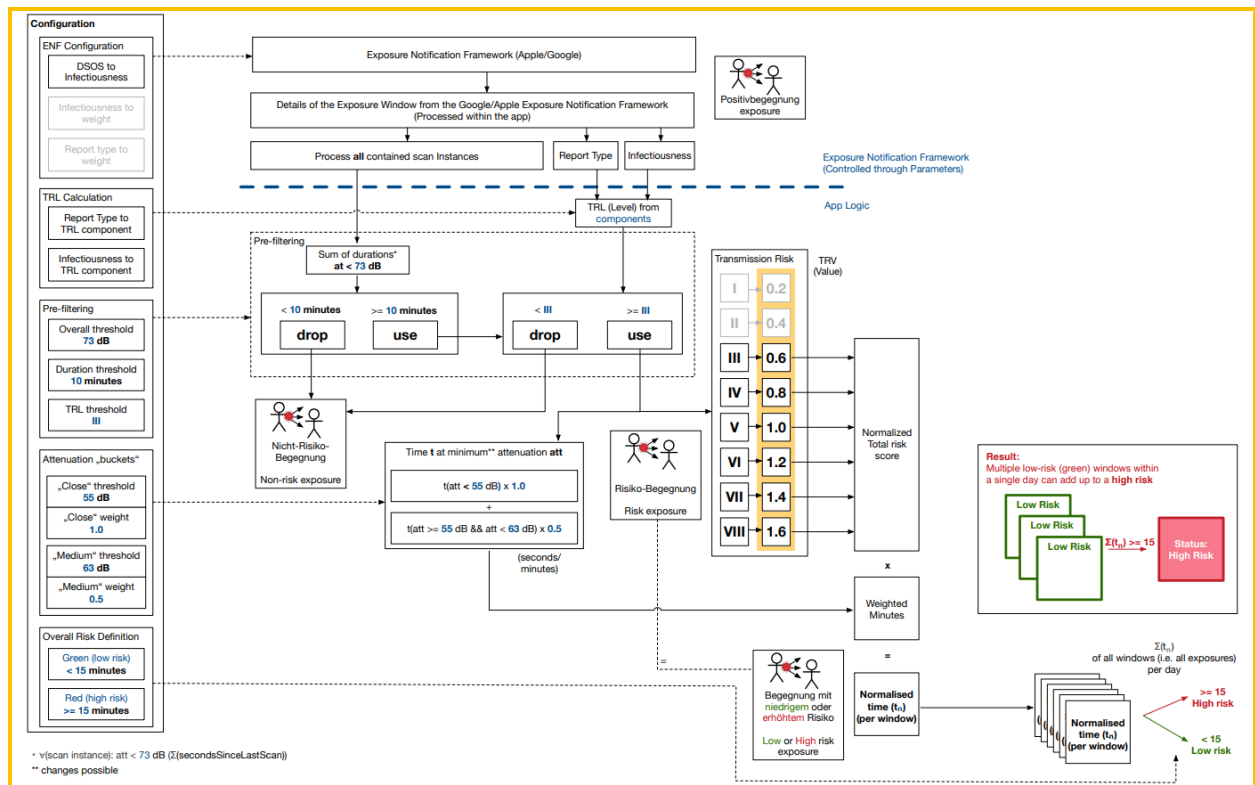 Configuration
ENF Configuration
DSOS to
Infectiousness
Infectiousness to
weight
Report type to
weight
TRL Calculation
Report Type to
TRL component
Infectiousness to
TRL component
Pre-filtering
Overall threshold
73 dB
Duration threshold
10 minutes
TRL threshold
III
Attenuation „buckets"
„Close" threshold
55 dB
„Close" weight
1.0
„Medium" threshold
63 dB
„Medium" weight
0.5
Overall Risk Definition
Green (low risk)
< 15 minutes
Red (high risk)
>= 15 minutes
Exposure Notification Framework (Apple/Google)
Details of the Exposure Window from the Google/Apple Exposure Notification Framework
(Processed within the app)
Process all contained scan Instances
Report Type
Infectiousness
Positivbegegnung
exposure
Exposure Notification Framework
(Controlled through Parameters)
App Logic
TRL (Level) from
components
Pre-filtering
Sum of durations*
at < 73 dB
< 10 minutes
drop
>= 10 minutes
use
< III
drop
>= III
use
Nicht-Risiko-
Begegnung
Non-risk exposure
Time t at minimum** attenuation att
t(att < 55 dB) x 1.0
+
t(att >= 55 dB && att < 63 dB) x 0.5
(seconds/
minutes)
Risiko-Begegnung
Risk exposure
Transmission Risk
TRV
(Value)
I
0.2
II
0.4
III
0.6
IV
0.8
V
1.0
VI
1.2
VII
1.4
VIII
1.6
Normalized
Total risk
score
x
Weighted
Minutes
=
=
Begegnung mit
niedrigem oder
erhöhtem Risiko
Low or High risk
exposure
Normalised
time (tn)
(per window)
Result:
Multiple low-risk (green) windows within
a single day can add up to a high risk
Low Risk
Low Risk
Low Risk
Σ(tn) >= 15
Status:
High Risk
Σ(tn)
of all windows (i.e. all exposures)
per day
Normalised
time (tn)
(per window)
>= 15
High risk
< 15
Low risk
* ∀(scan instance): att < 73 dB (Σ(secondsSinceLastScan))
** changes possible